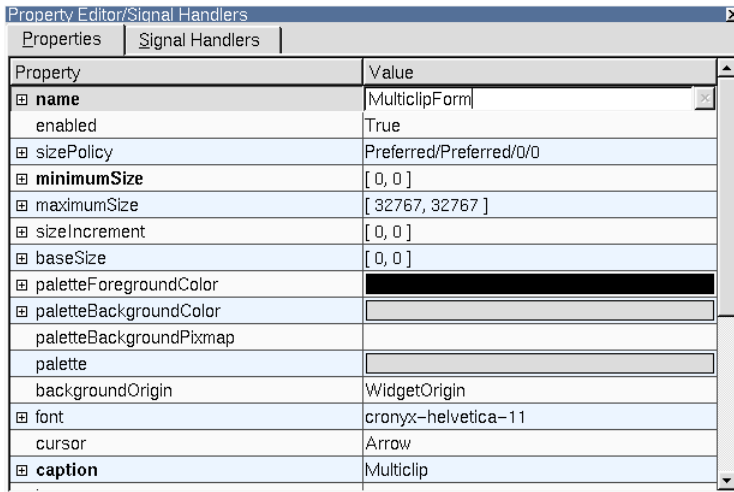 Property Editor/Signal Handlers
Properties Signal Handlers
Property Value
name MulticlipForm
enabled True
sizePolicy Preferred/Preferred/0/0
minimumSize [ 0, 0 ]
maximumSize [ 32767, 32767 ]
sizeIncrement [ 0, 0 ]
baseSize [ 0, 0 ]
paletteForegroundColor
paletteBackgroundColor
paletteBackgroundPixmap
palette
backgroundOrigin WidgetOrigin
font cronyx-helvetica-11
cursor Arrow
caption Multiclip